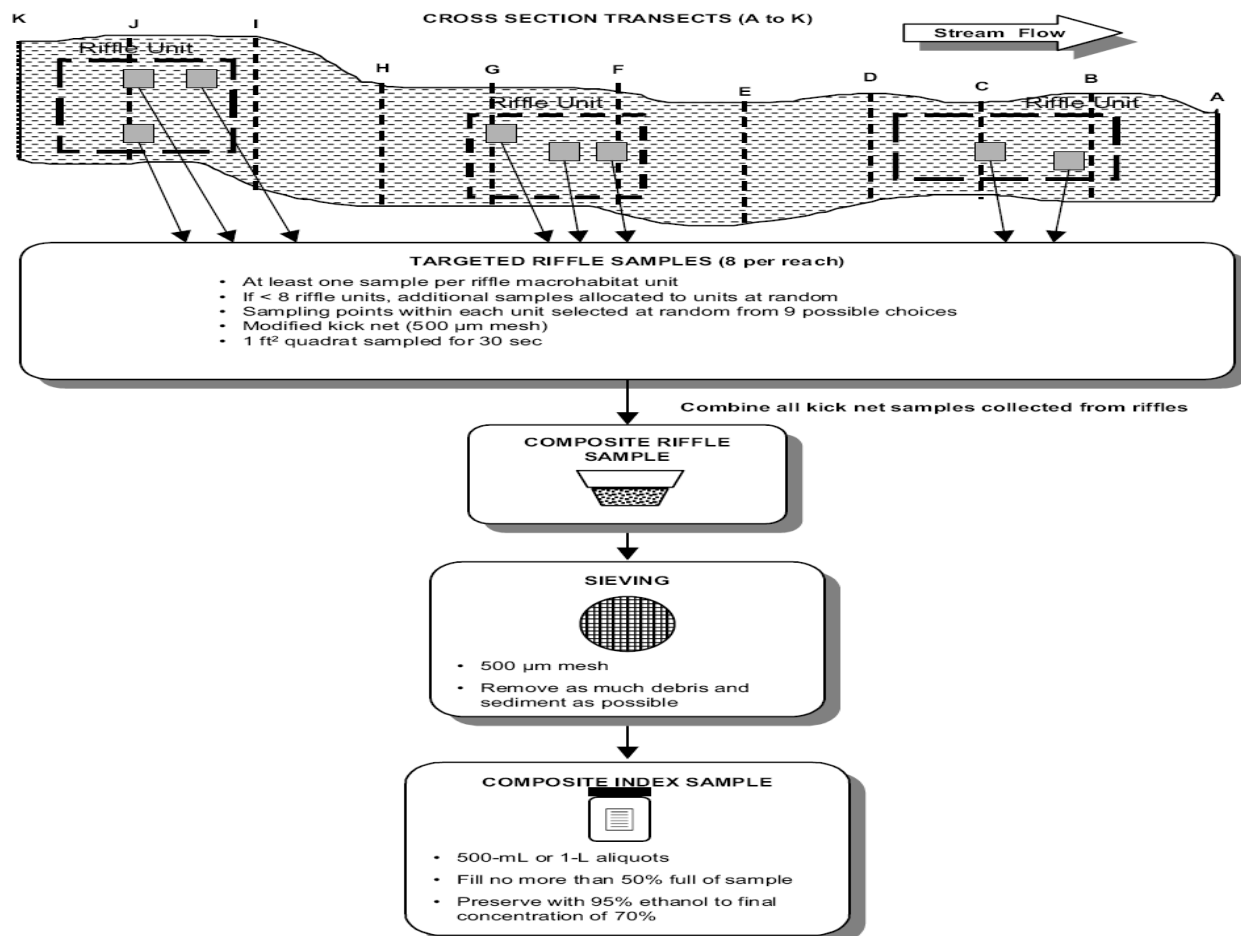 K
J
I
CROSS SECTION TRANSECTS (A to K)
Stream Flow
Riffle Unit
H
G
F
E
D
C
B
A
Riffle Unit
Riffle Unit
TARGETED RIFFLE SAMPLES (8 per reach)
• At least one sample per riffle macrohabitat unit
• If < 8 riffle units, additional samples allocated to units at random
• Sampling points within each unit selected at random from 9 possible choices
• Modified kick net (500 µm mesh)
• 1 ft² quadrat sampled for 30 sec
Combine all kick net samples collected from riffles
COMPOSITE RIFFLE
SAMPLE
SIEVING
• 500 µm mesh
• Remove as much debris and
sediment as possible
COMPOSITE INDEX SAMPLE
• 500-mL or 1-L aliquots
• Fill no more than 50% full of sample
• Preserve with 95% ethanol to final
concentration of 70%